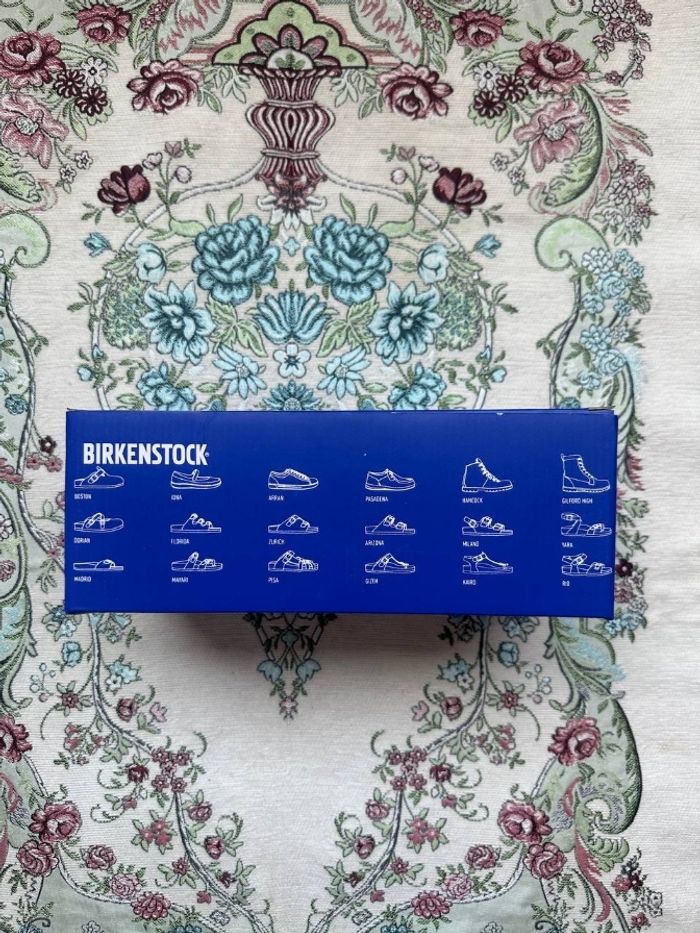 BIRKENSTOCK®
BOSTON IONA ARRAN PASADENA HANCOCK GILFORD HIGH
DORIAN FLORIDA ZURICH ARIZONA MILANO YARA
MADRID MAYARI PISA GIZEH KAIRO RIO